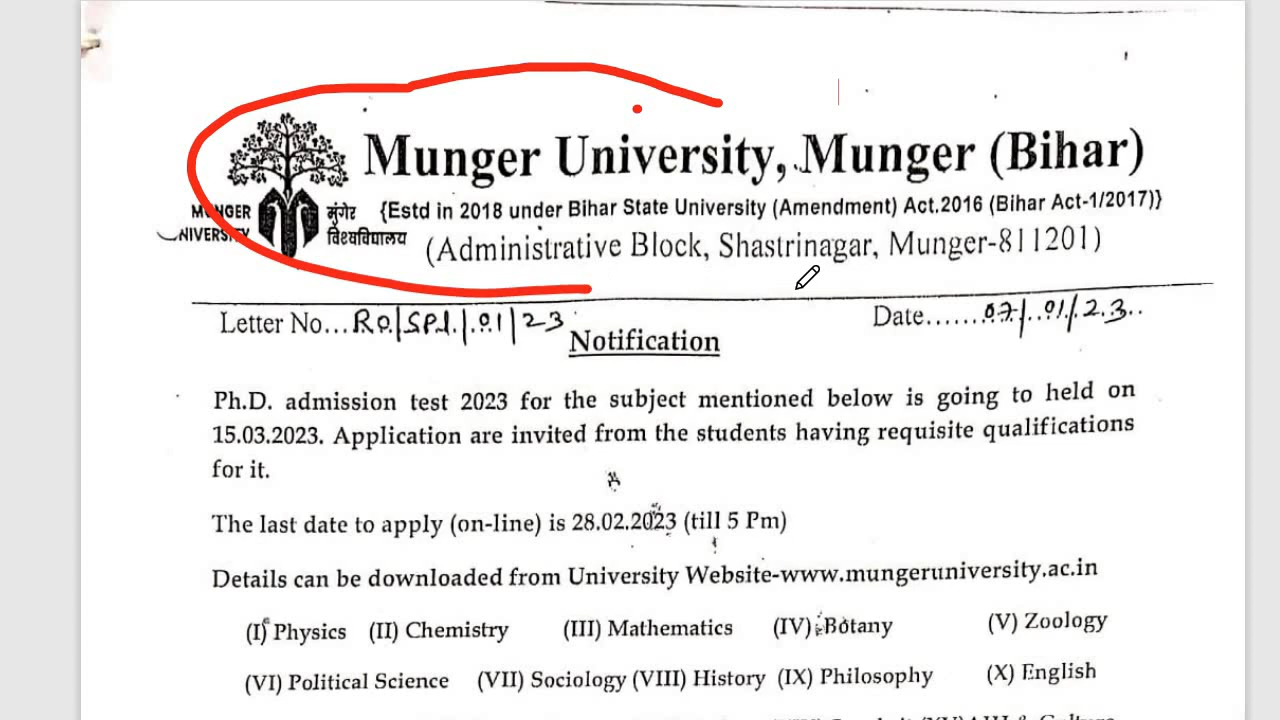 Munger University, Munger (Bihar)
MUNGER मुंगेर {Estd in 2018 under Bihar State University (Amendment) Act.2016 (Bihar Act-1/2017)}
UNIVERSITY विश्वविद्यालय (Administrative Block, Shastrinagar, Munger-811201)
Letter No... Date.......07/.01/.23..
Notification
Ph.D. admission test 2023 for the subject mentioned below is going to held on
15.03.2023. Application are invited from the students having requisite qualifications
for it.
The last date to apply (on-line) is 28.02.2023 (till 5 Pm)
Details can be downloaded from University Website-www.mungeruniversity.ac.in
(I) Physics (II) Chemistry (III) Mathematics (IV) Botany (V) Zoology
(VI) Political Science (VII) Sociology (VIII) History (IX) Philosophy (X) English